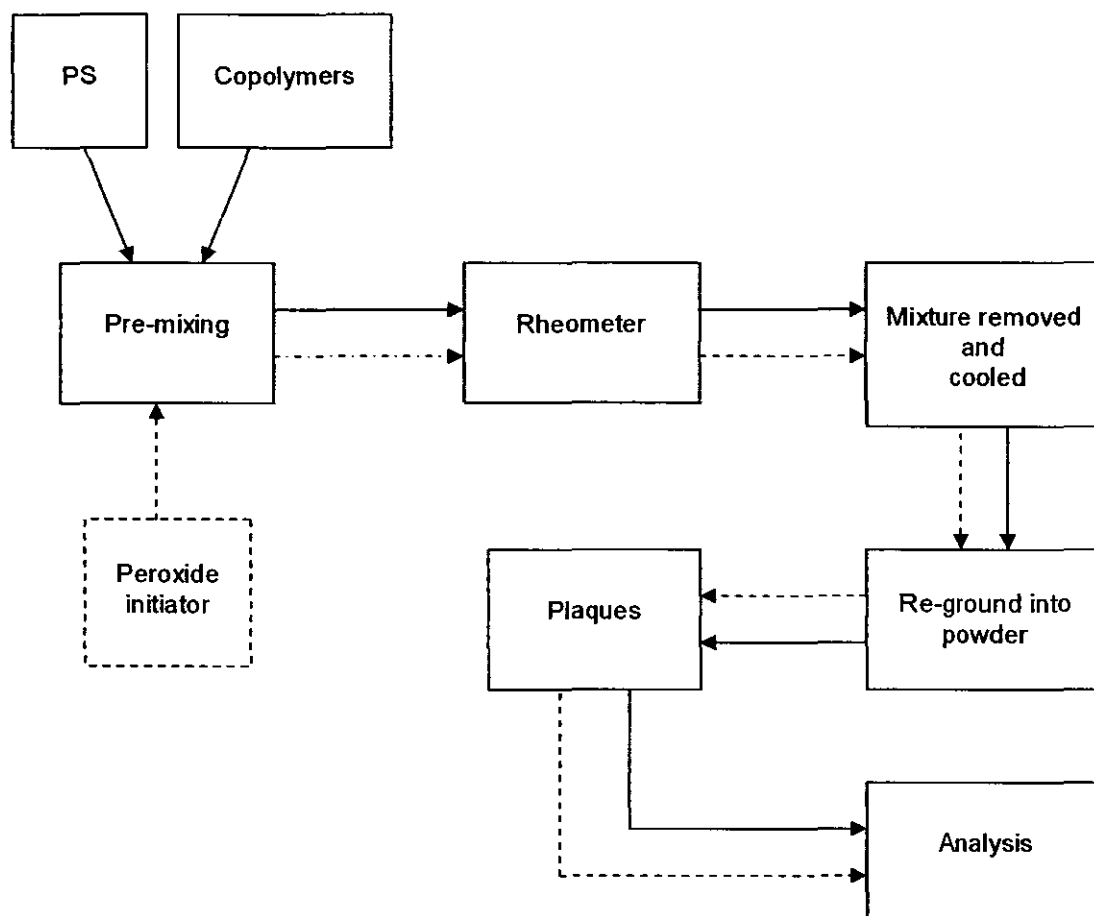 PS
Copolymers
Pre-mixing
Rheometer
Mixture removed
and
cooled
Peroxide
initiator
Plaques
Re-ground into
powder
Analysis